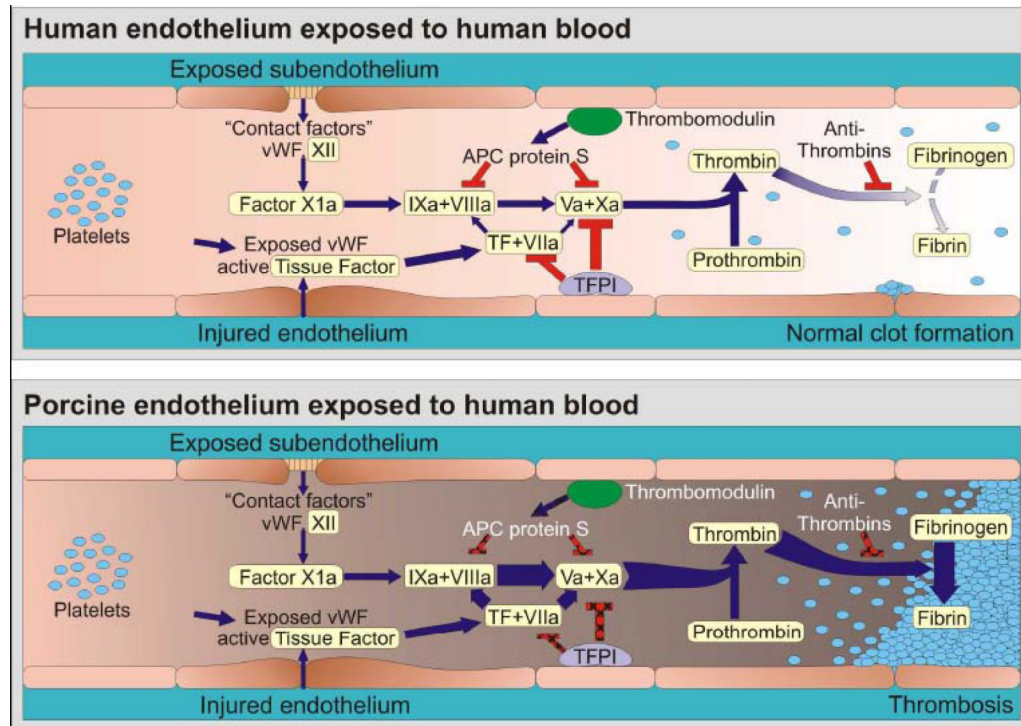 Human endothelium exposed to human blood
Exposed subendothelium
"Contact factors"
vWF XII
Thrombomodulin
APC protein S
Anti-
Thrombins
Thrombin
Fibrinogen
Factor X1a
IXa+VIIIa
Va+Xa
Platelets
Exposed vWF
active Tissue Factor
TF+VIIa
Prothrombin
Fibrin
TFPI
Injured endothelium
Normal clot formation
Porcine endothelium exposed to human blood
Exposed subendothelium
"Contact factors"
vWF XII
Thrombomodulin
APC protein S
Anti-
Thrombins
Thrombin
Fibrinogen
Factor X1a
IXa+VIIIa
Va+Xa
Platelets
Exposed vWF
active Tissue Factor
TF+VIIa
Prothrombin
Fibrin
TFPI
Injured endothelium
Thrombosis